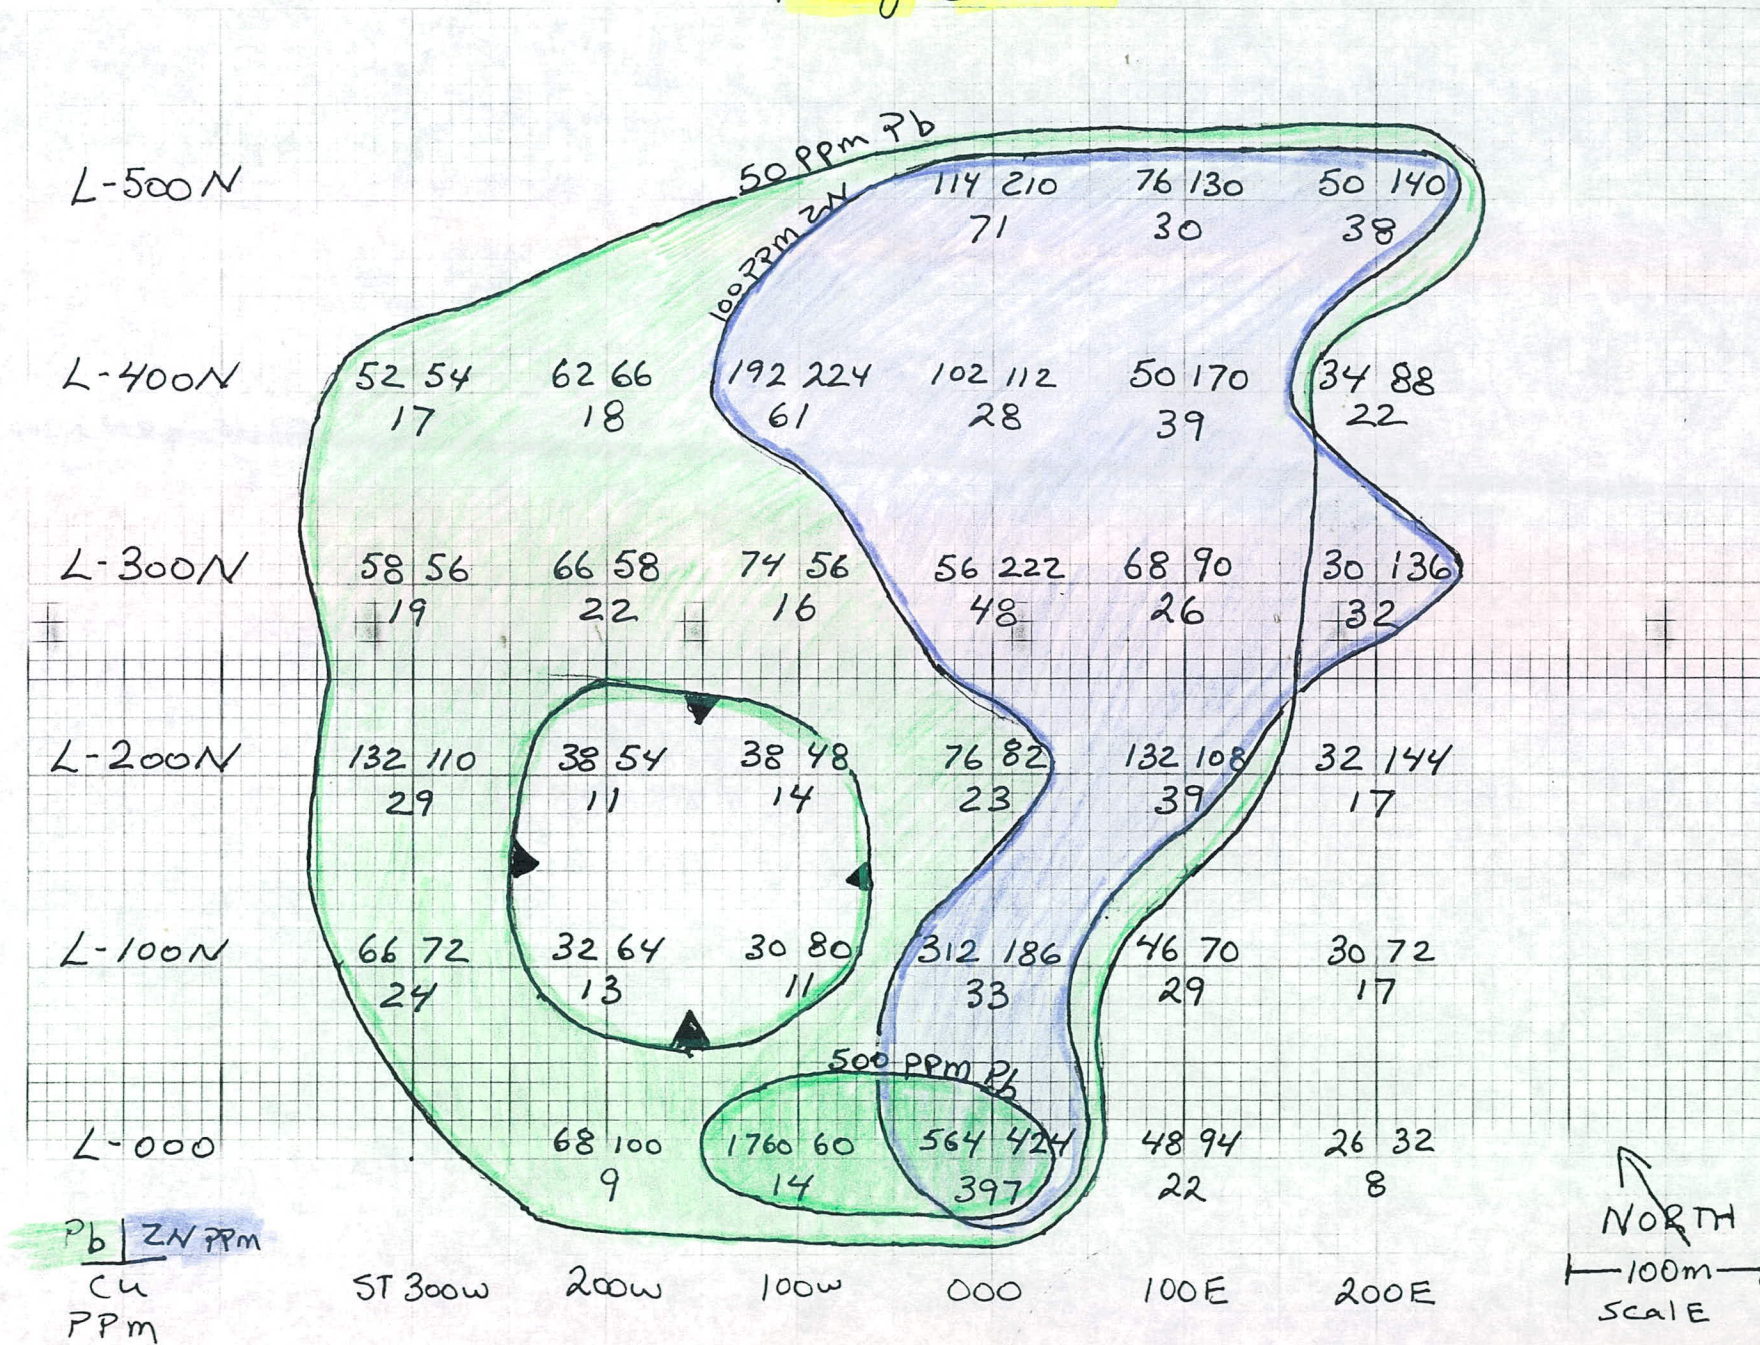 50 ppm Pb
L-500N 114 210 76 130 50 140
71 30 38
100 PPM ZN
L-400N 52 54 62 66 192 224 102 112 50 170 34 88
17 18 61 28 39 22
L-300N 58 56 66 58 74 56 56 222 68 90 30 136
19 22 16 48 26 32
L-200N 132 110 38 54 38 48 76 82 132 108 32 144
29 11 14 23 39 17
L-100N 66 72 32 64 30 80 312 186 46 70 30 72
24 13 11 33 29 17
500 PPm Pb
L-000 68 100 1760 60 564 424 48 94 26 32
9 14 397 22 8
Pb | ZN PPm
Cu
PPm
ST 300W 200W 100W 000 100E 200E
NORTH
100m
scalE